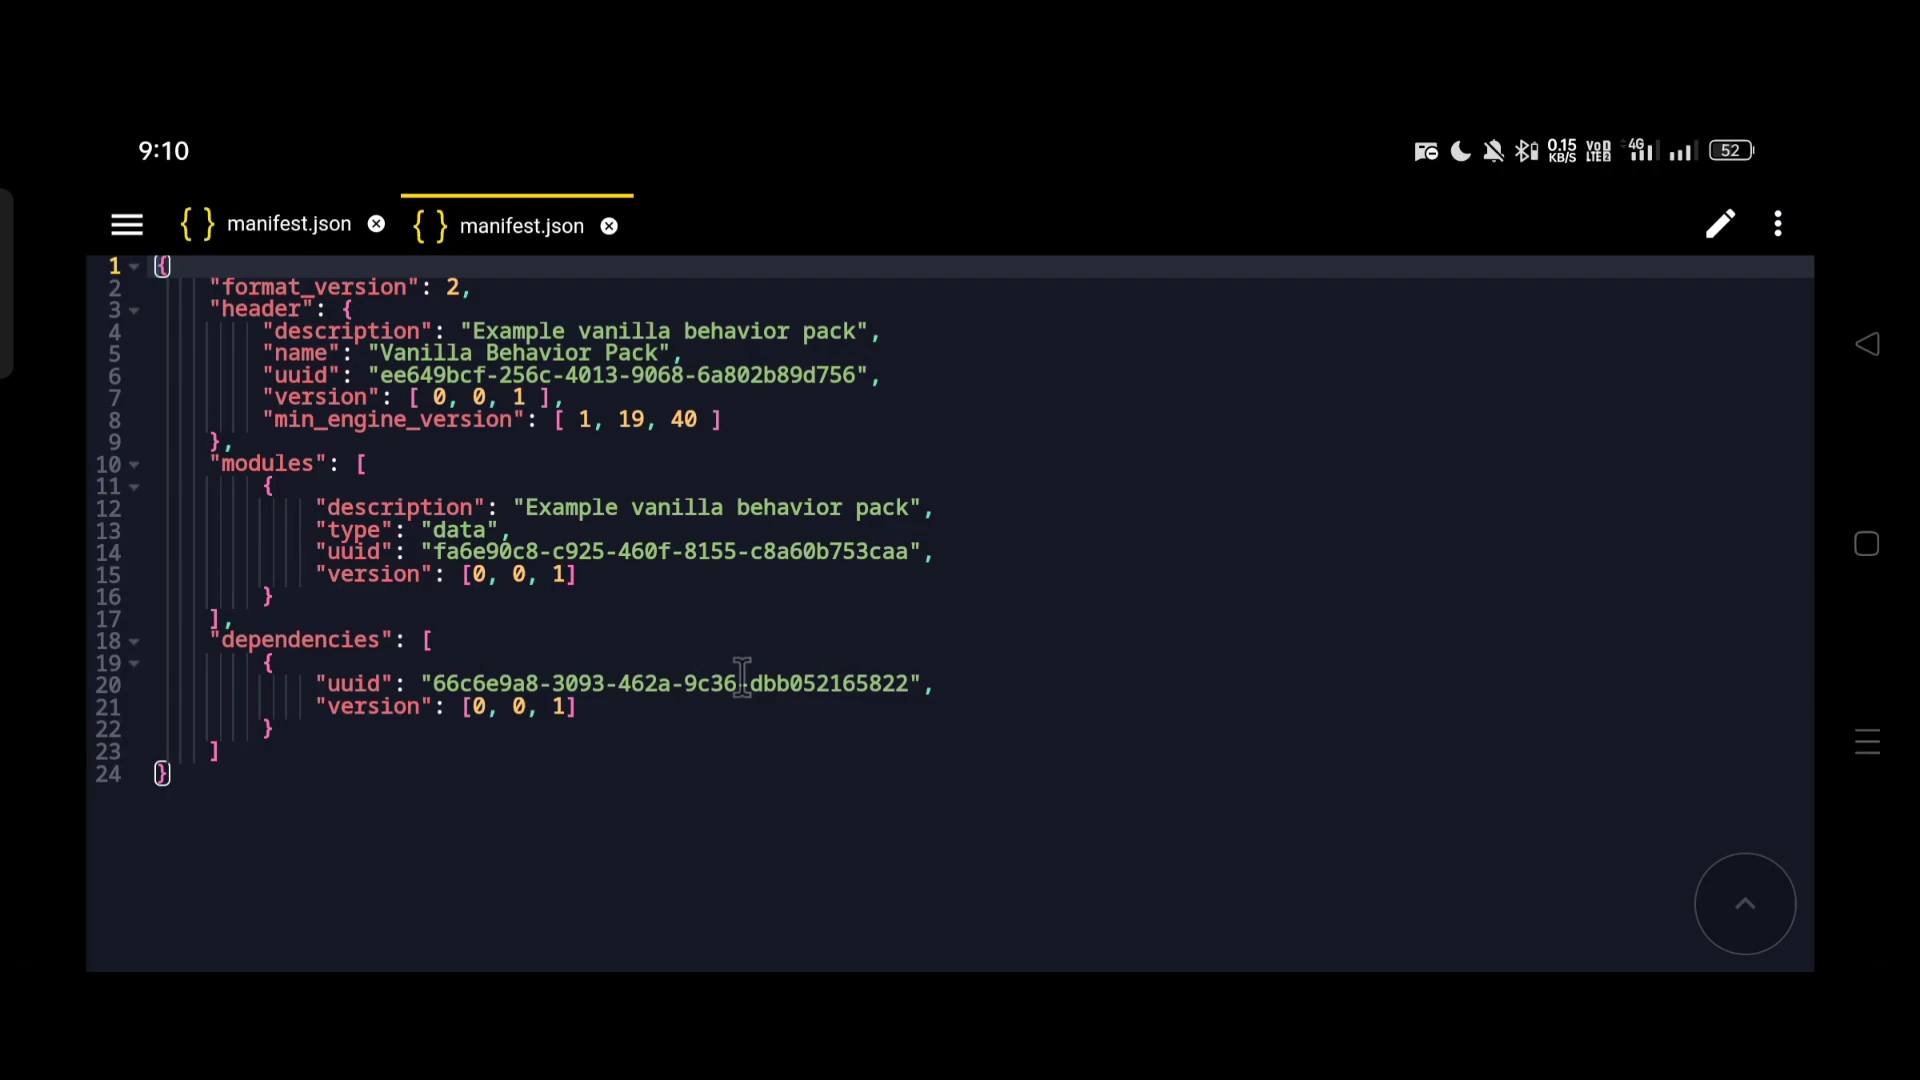 9:10
0.15 KB/S VoD LTE2 4G 52
{ } manifest.json { } manifest.json
1 {
2 "format_version": 2,
3 "header": {
4 "description": "Example vanilla behavior pack",
5 "name": "Vanilla Behavior Pack",
6 "uuid": "ee649bcf-256c-4013-9068-6a802b89d756",
7 "version": [ 0, 0, 1 ],
8 "min_engine_version": [ 1, 19, 40 ]
9 },
10 "modules": [
11 {
12 "description": "Example vanilla behavior pack",
13 "type": "data",
14 "uuid": "fa6e90c8-c925-460f-8155-c8a60b753caa",
15 "version": [0, 0, 1]
16 }
17 ],
18 "dependencies": [
19 {
20 "uuid": "66c6e9a8-3093-462a-9c36-dbb052165822",
21 "version": [0, 0, 1]
22 }
23 ]
24 }